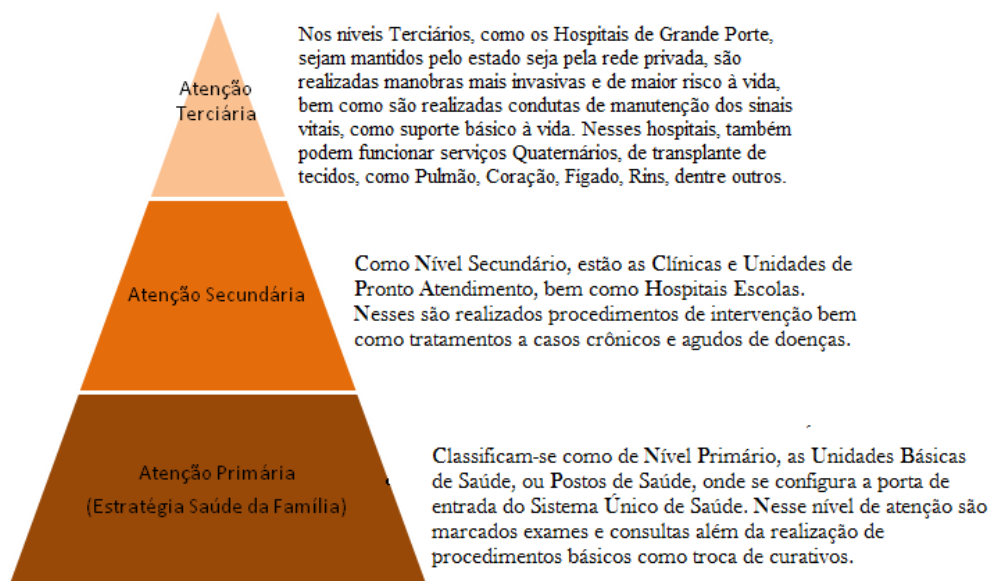 Atenção
Terciária
Nos níveis Terciários, como os Hospitais de Grande Porte,
sejam mantidos pelo estado seja pela rede privada, são
realizadas manobras mais invasivas e de maior risco à vida,
bem como são realizadas condutas de manutenção dos sinais
vitais, como suporte básico à vida. Nesses hospitais, também
podem funcionar serviços Quaternários, de transplante de
tecidos, como Pulmão, Coração, Figado, Rins, dentre outros.
Atenção Secundária
Como Nível Secundário, estão as Clínicas e Unidades de
Pronto Atendimento, bem como Hospitais Escolas.
Nesses são realizados procedimentos de intervenção bem
como tratamentos a casos crônicos e agudos de doenças.
Atenção Primária
(Estratégia Saúde da Família)
Classificam-se como de Nível Primário, as Unidades Básicas
de Saúde, ou Postos de Saúde, onde se configura a porta de
entrada do Sistema Único de Saúde. Nesse nível de atenção são
marcados exames e consultas além da realização de
procedimentos básicos como troca de curativos.